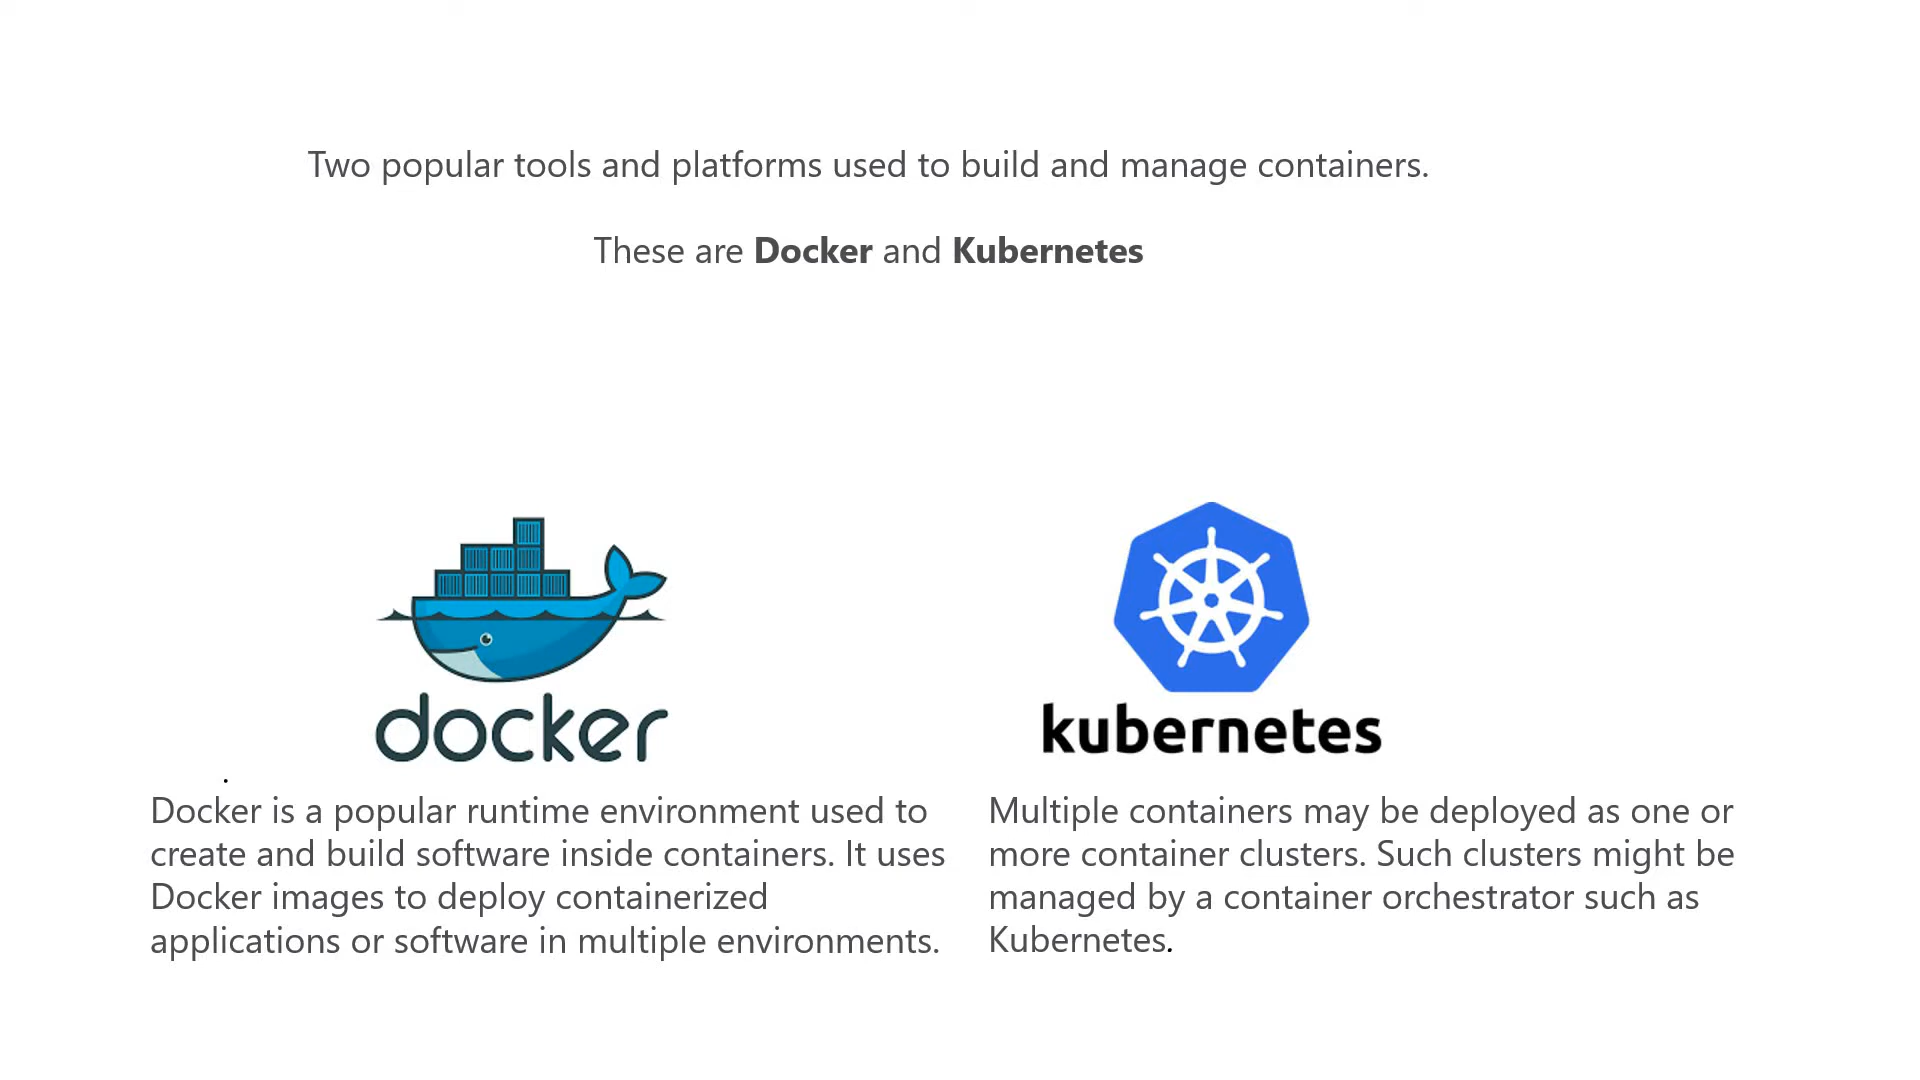 Two popular tools and platforms used to build and manage containers.
These are Docker and Kubernetes
docker
kubernetes
.
Docker is a popular runtime environment used to
create and build software inside containers. It uses
Docker images to deploy containerized
applications or software in multiple environments.
Multiple containers may be deployed as one or
more container clusters. Such clusters might be
managed by a container orchestrator such as
Kubernetes.